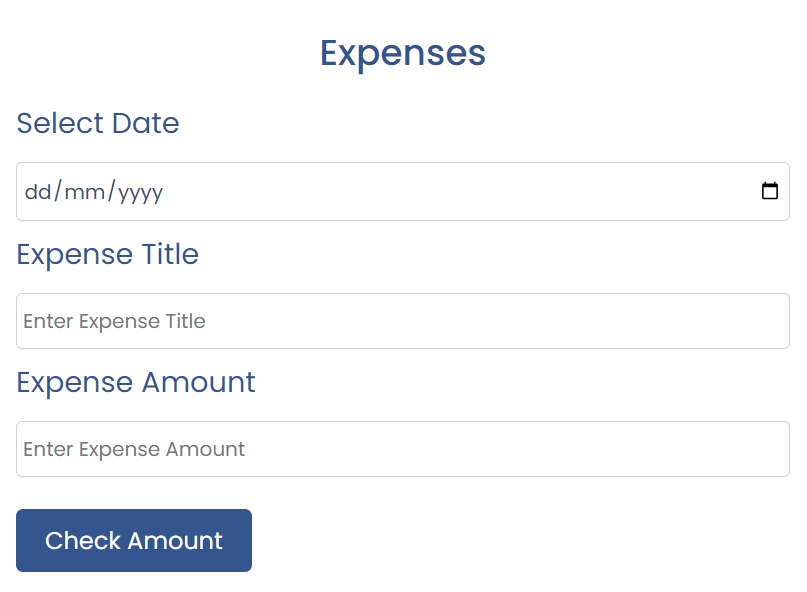 Expenses
Select Date
dd/mm/yyyy
Expense Title
Enter Expense Title
Expense Amount
Enter Expense Amount
Check Amount